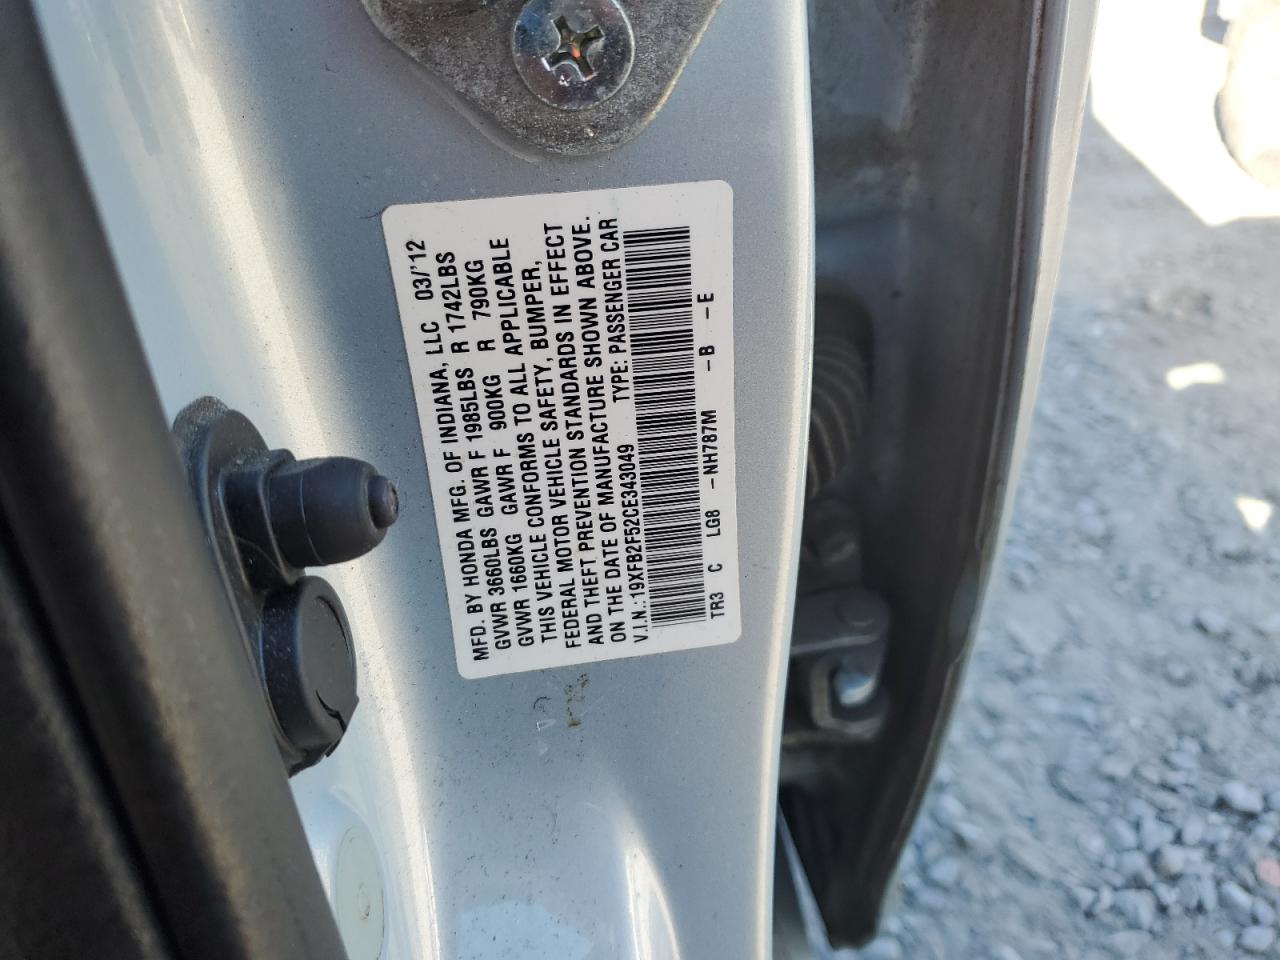 MFD. BY HONDA MFG. OF INDIANA, LLC 03/'12
GVWR 3660LBS GAWR F 1985LBS R 1742LBS
GVWR 1660KG GAWR F 900KG R 790KG
THIS VEHICLE CONFORMS TO ALL APPLICABLE
FEDERAL MOTOR VEHICLE SAFETY, BUMPER,
AND THEFT PREVENTION STANDARDS IN EFFECT
ON THE DATE OF MANUFACTURE SHOWN ABOVE.
V.I.N.: 19XFB2F52CE343049 TYPE: PASSENGER CAR
TR3 C LG8 -NH787M -B -E